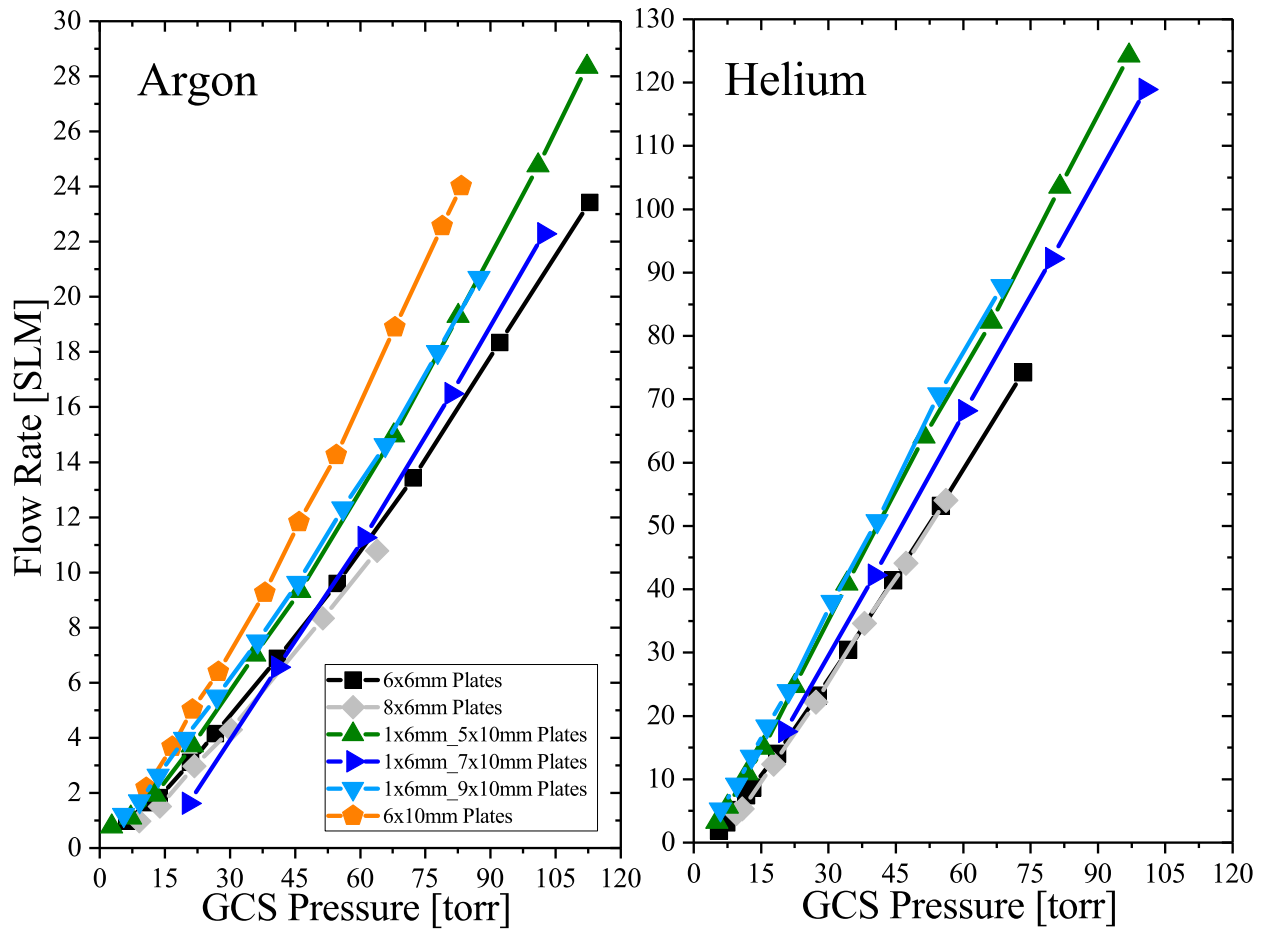 Argon
Flow Rate [SLM]
30
28
26
24
22
20
18
16
14
12
10
8
6
4
2
0
0 15 30 45 60 75 90 105 120
GCS Pressure [torr]
6x6mm Plates
8x6mm Plates
1x6mm_5x10mm Plates
1x6mm_7x10mm Plates
1x6mm_9x10mm Plates
6x10mm Plates
Helium
130
120
110
100
90
80
70
60
50
40
30
20
10
0
0 15 30 45 60 75 90 105 120
GCS Pressure [torr]